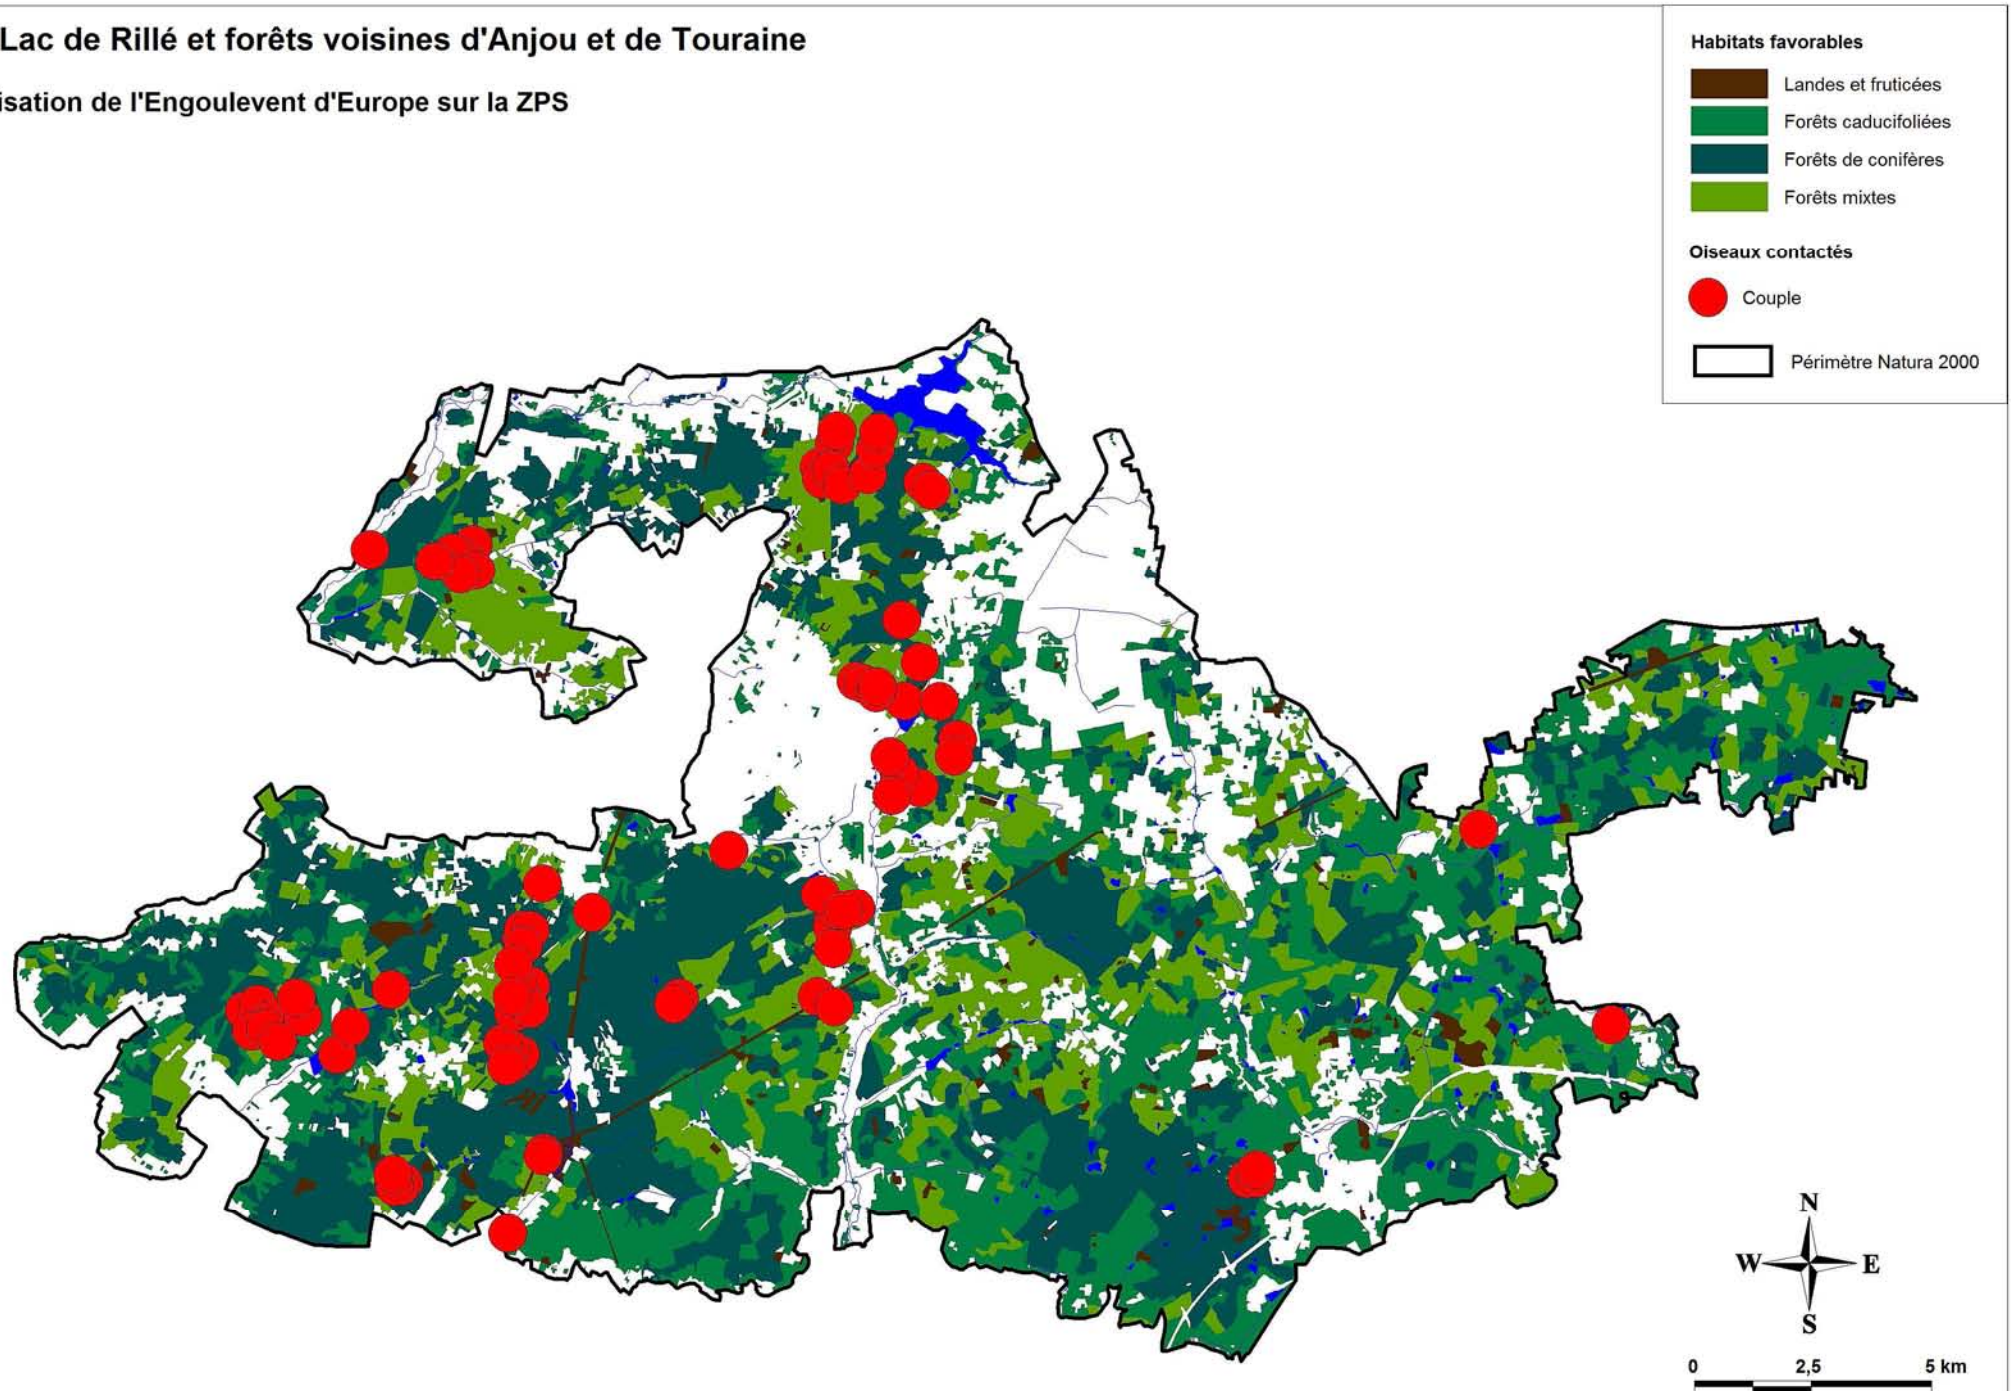 Lac de Rillé et forêts voisines d'Anjou et de Touraine
isation de l'Engoulevent d'Europe sur la ZPS
Habitats favorables
Landes et fruticées
Forêts caducifoliées
Forêts de conifères
Forêts mixtes
Oiseaux contactés
Couple
Périmètre Natura 2000
N
W E
S
0 2,5 5 km